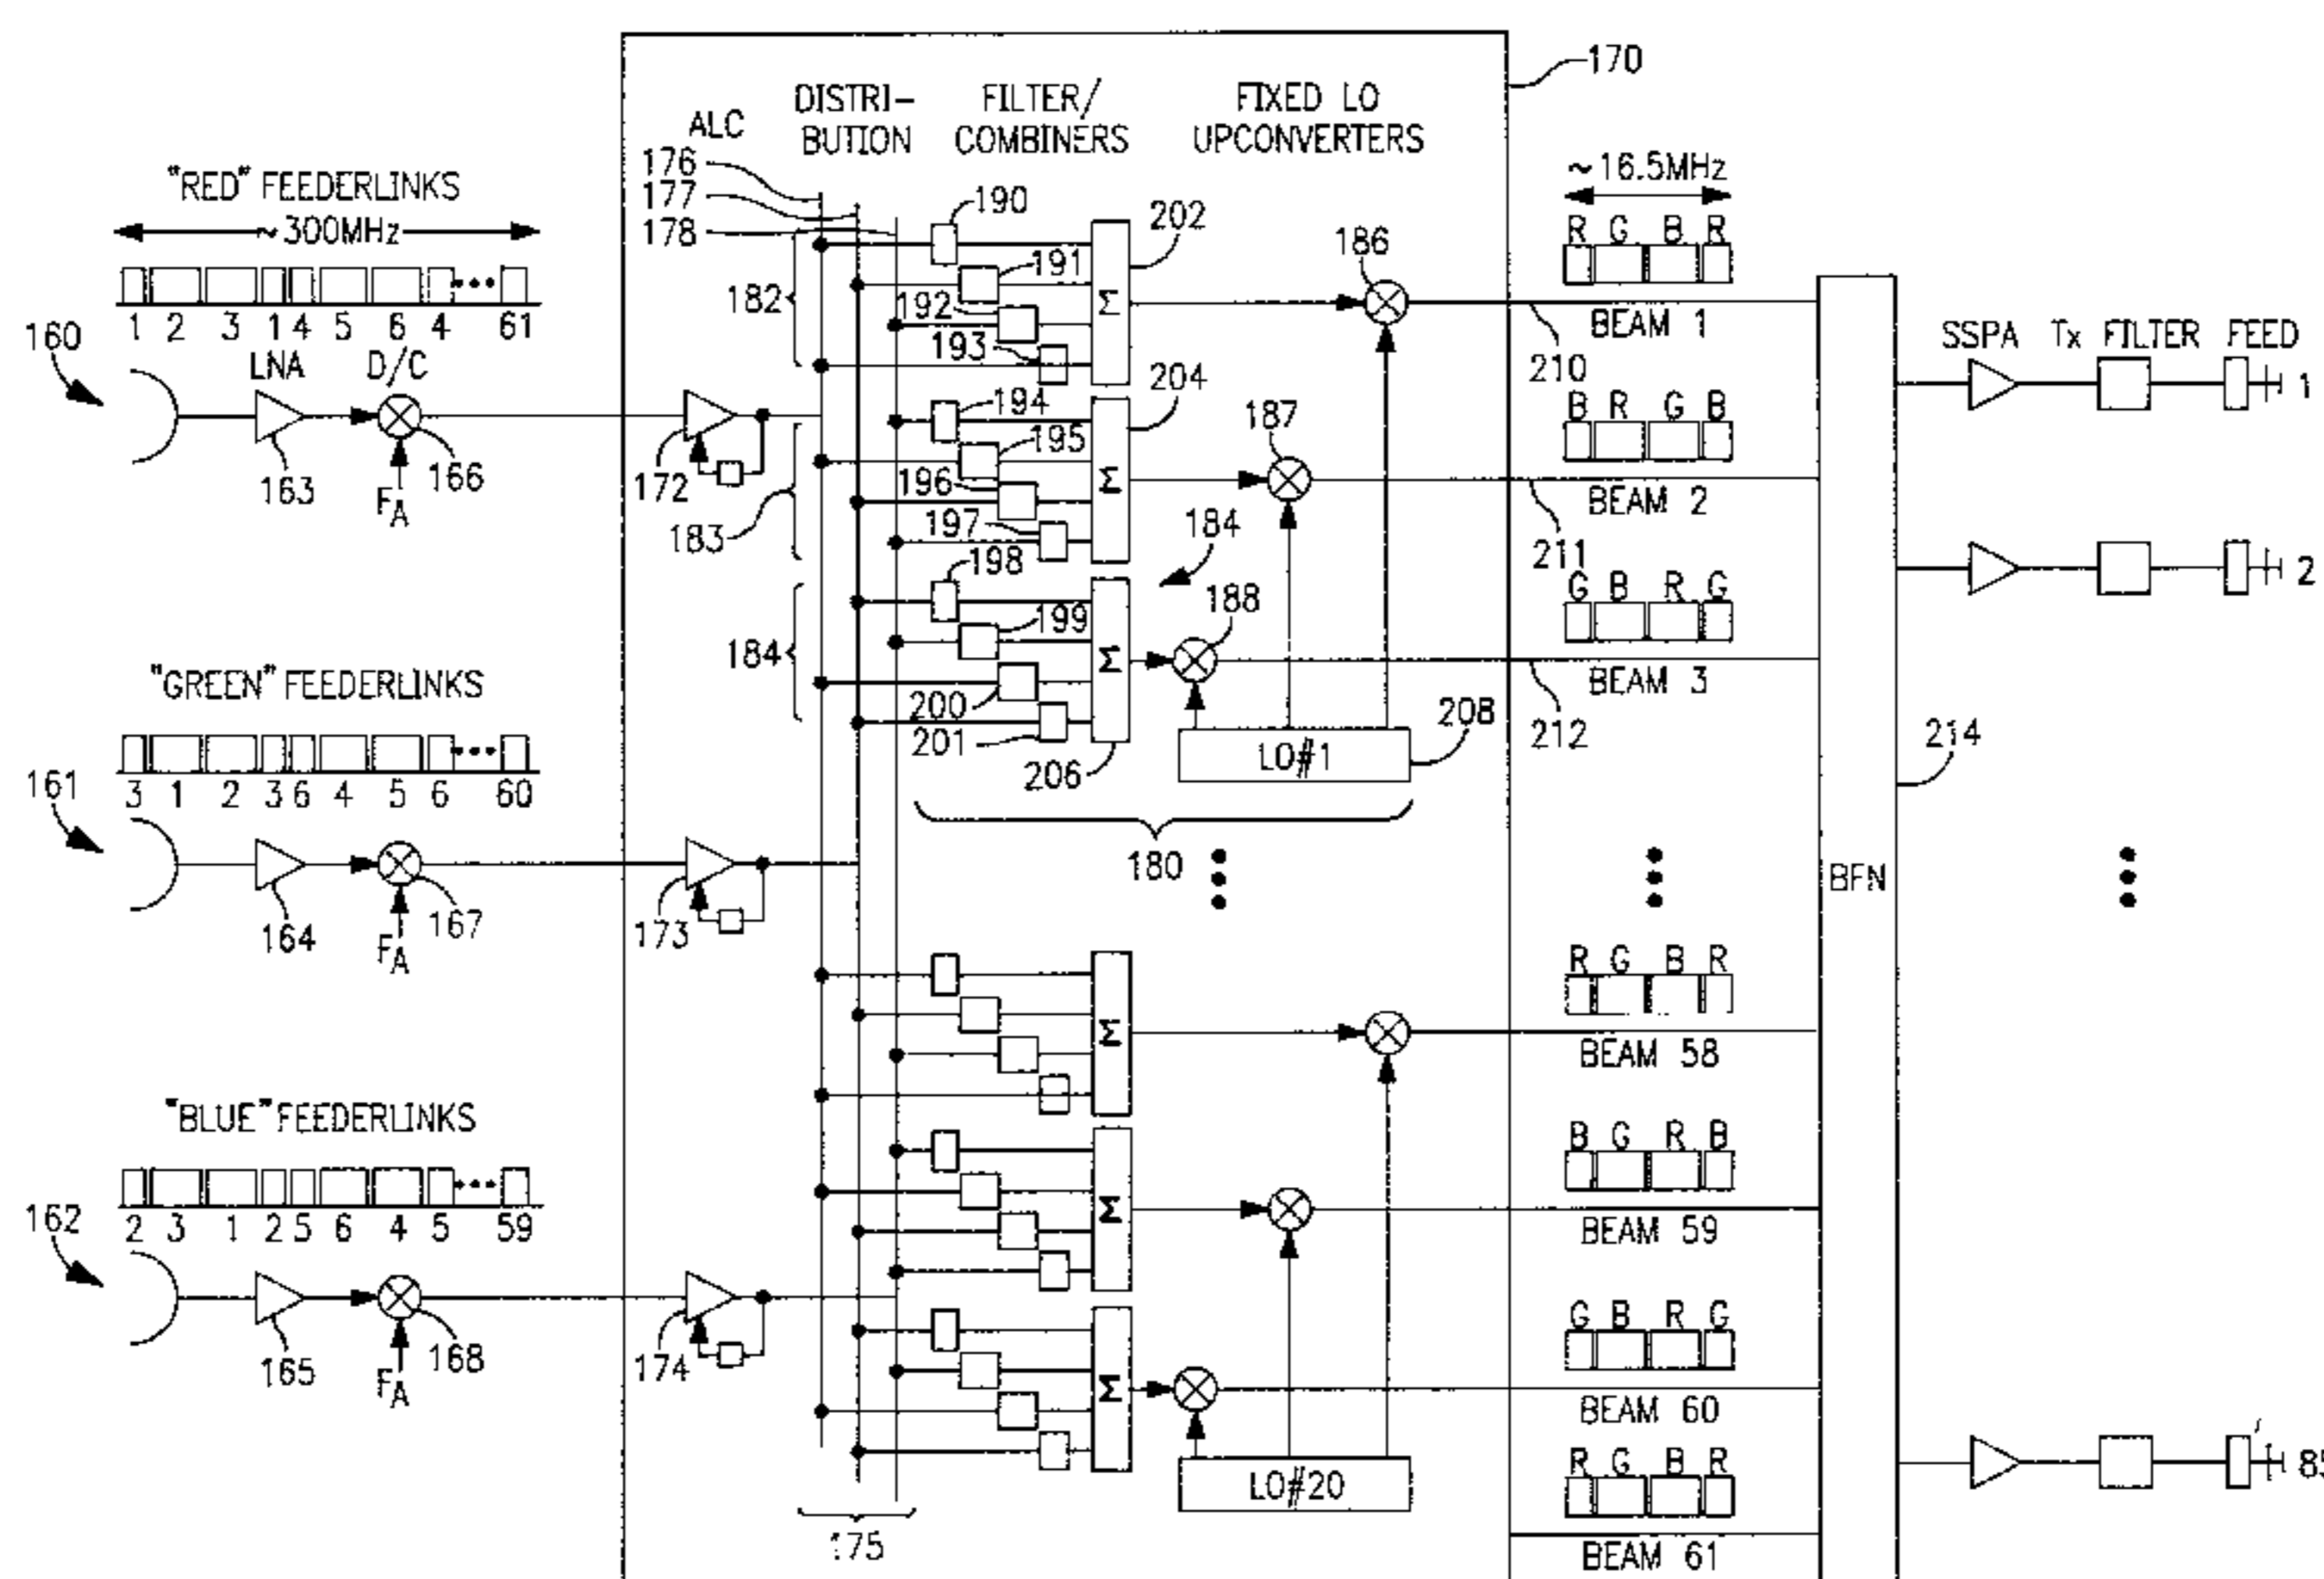 170
DISTRI-
BUTION
FILTER/
COMBINERS
FIXED LO
UPCONVERTERS
ALC
176
177
178
"RED" FEEDERLINKS
~300MHz
1 2 3 1 4 5 6 4 61
160
LNA
D/C
163
FA
166
172
182
183
184
190
191
192
193
194
195
196
197
198
199
200
201
Σ
Σ
Σ
202
204
206
184
186
187
188
LO#1
208
180
~16.5MHz
R G B R
BEAM 1
210
B R G B
BEAM 2
211
G B R G
BEAM 3
212
214
BFN
SSPA
Tx FILTER
FEED
1
2
85
"GREEN" FEEDERLINKS
3 1 2 3 6 4 5 6 60
161
164
FA
167
173
"BLUE" FEEDERLINKS
2 3 1 2 5 6 4 5 59
162
165
FA
168
174
175
Σ
Σ
Σ
LO#20
R G B R
BEAM 58
B G R B
BEAM 59
G B R G
BEAM 60
R G B R
BEAM 61